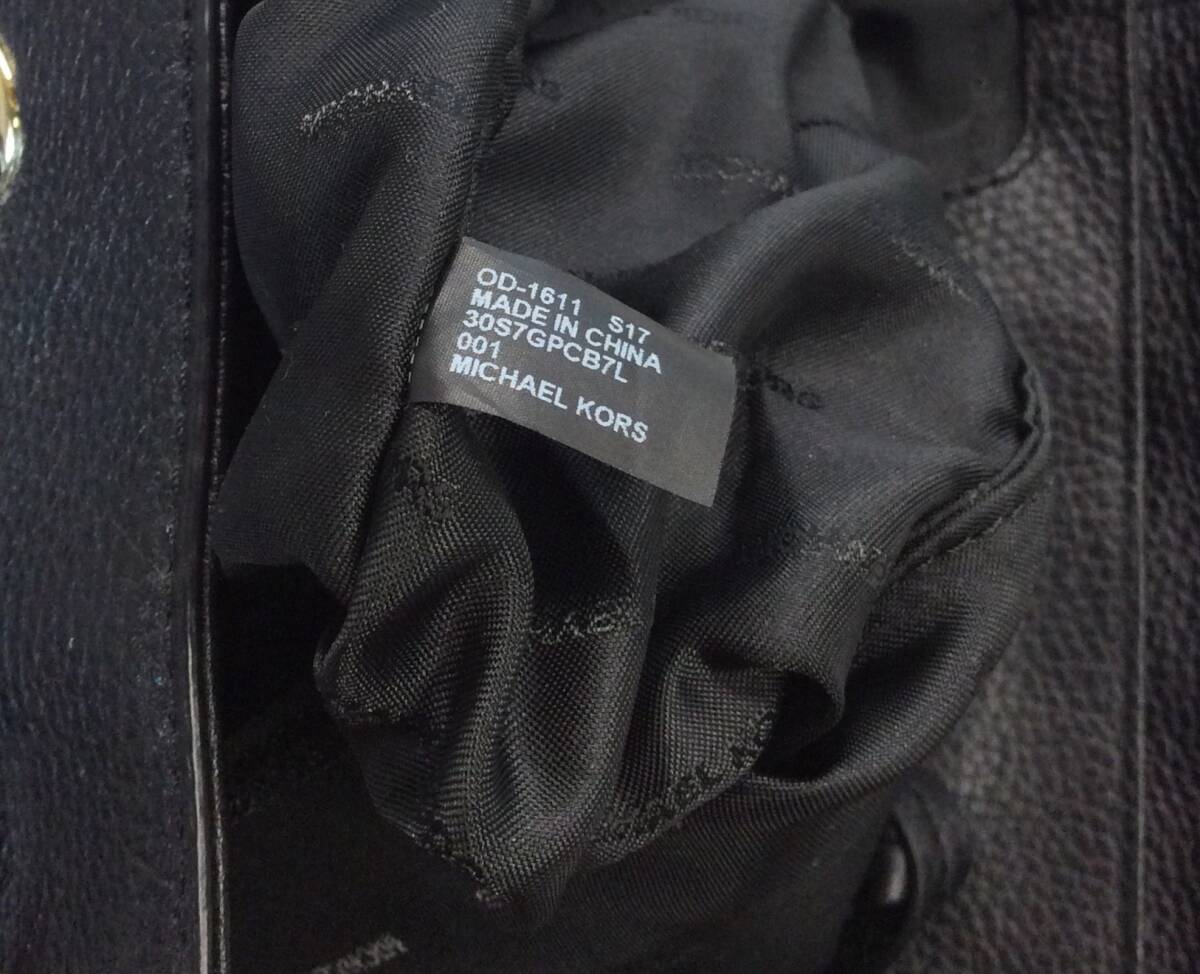 OD-1611 S17
MADE IN CHINA
30S7GPCB7L
001
MICHAEL KORS